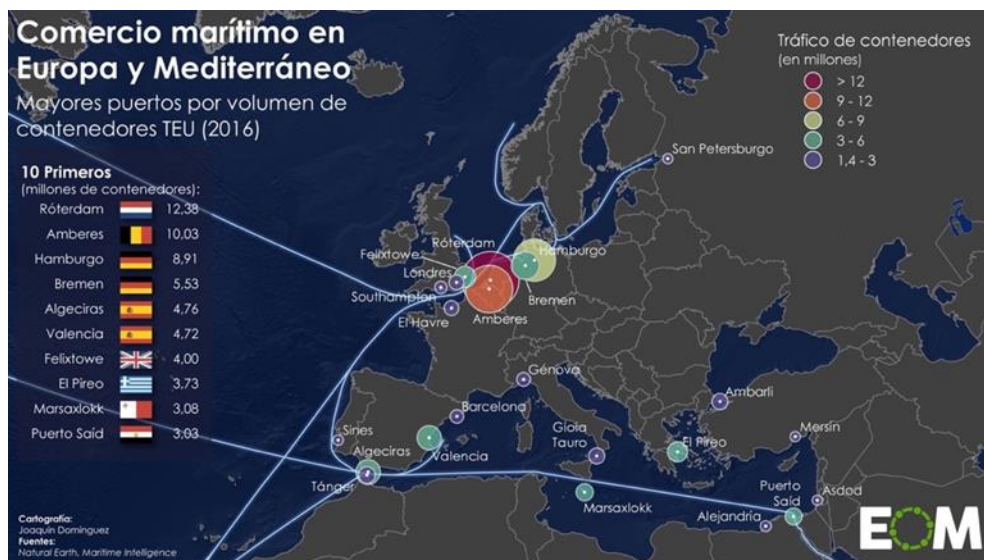 Comercio marítimo en
Europa y Mediterráneo
Mayores puertos por volumen de
contenedores TEU (2016)
10 Primeros
(millones de contenedores):
Róterdam 12,38
Amberes 10,03
Hamburgo 8,91
Bremen 5,53
Algeciras 4,76
Valencia 4,72
Felixtowe 4,00
El Pireo 3,73
Marsaxlokk 3,08
Puerto Saíd 3,03
Tráfico de contenedores
(en millones)
> 12
9 - 12
6 - 9
3 - 6
1,4 - 3
San Petersburgo
Róterdam
Hamburgo
Felixtowe
Londres
Southampton
Bremen
El Havre
Amberes
Génova
Ambarli
Barcelona
Sines
Gioia
Tauro
El Pireo
Mersín
Algeciras
Valencia
Tánger
Marsaxlokk
Puerto
Saíd
Asdod
Alejandría
Cartografía:
Joaquín Domínguez
Fuentes:
Natural Earth, Maritime Intelligence
EOM